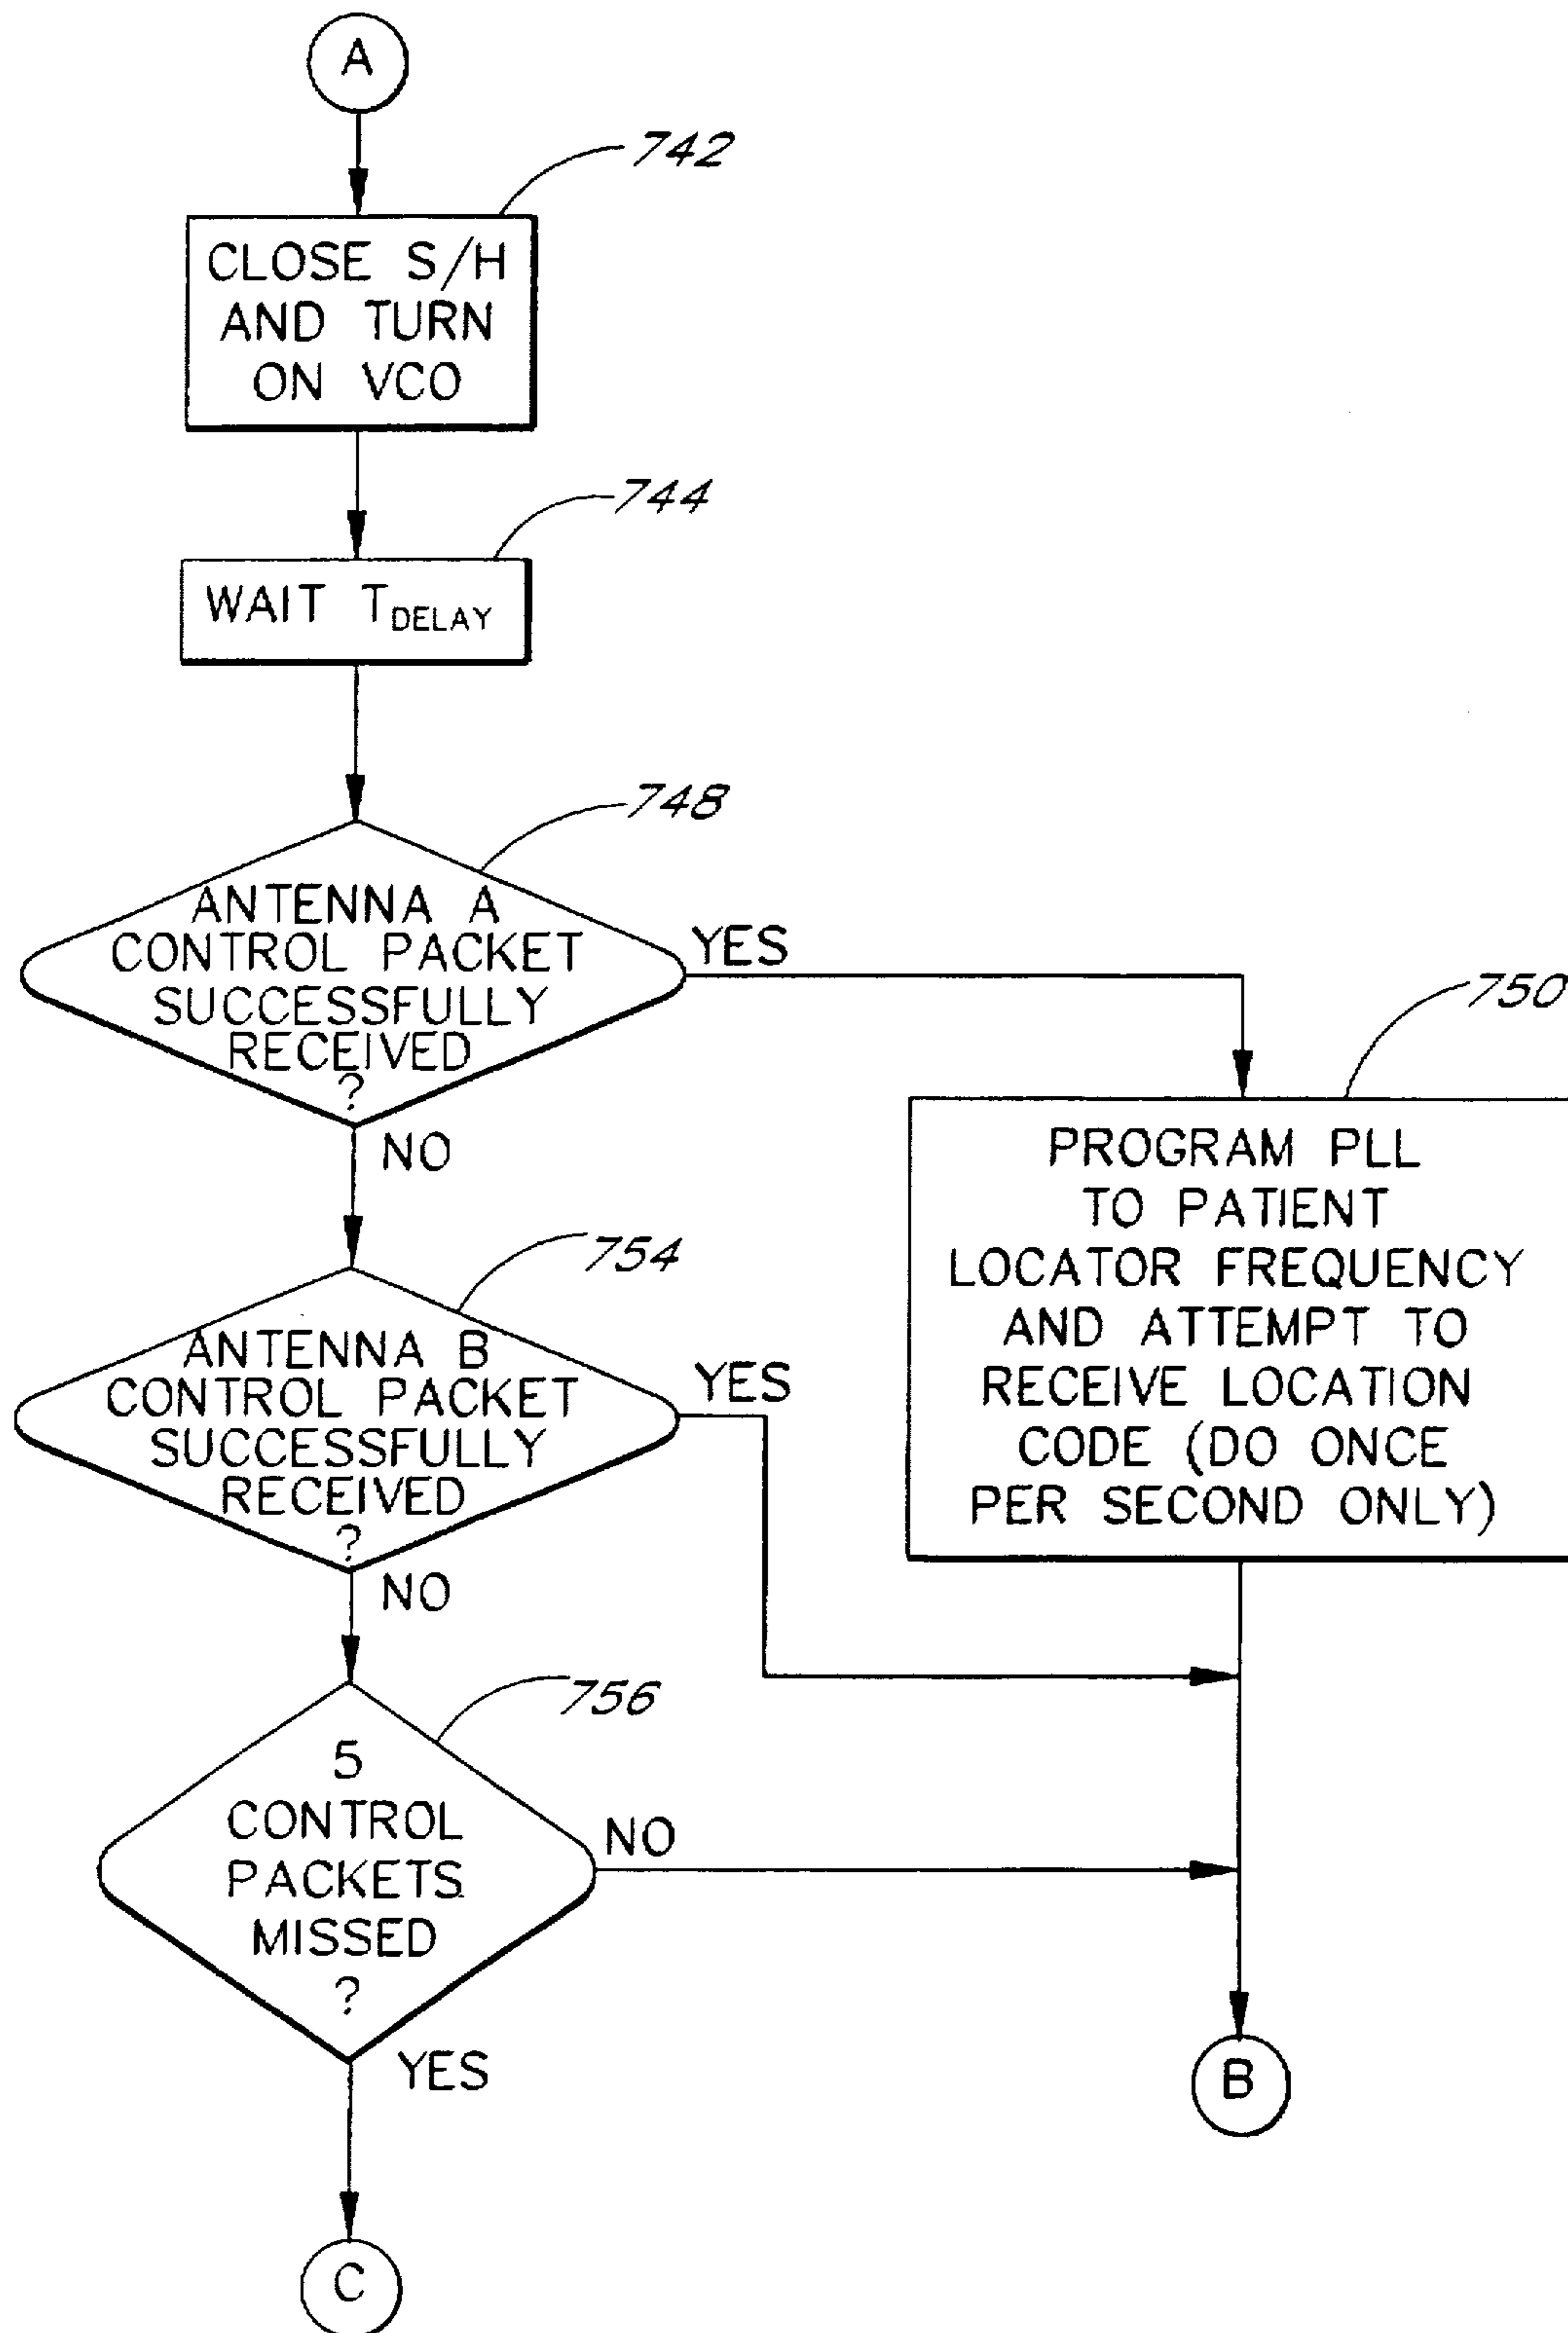 A
742
CLOSE S/H
AND TURN
ON VCO
744
WAIT T DELAY
748
ANTENNA A
CONTROL PACKET
SUCCESSFULLY
RECEIVED
?
YES
NO
750
PROGRAM PLL
TO PATIENT
LOCATOR FREQUENCY
AND ATTEMPT TO
RECEIVE LOCATION
CODE (DO ONCE
PER SECOND ONLY)
754
ANTENNA B
CONTROL PACKET
SUCCESSFULLY
RECEIVED
?
YES
NO
756
5
CONTROL
PACKETS
MISSED
?
NO
YES
B
C